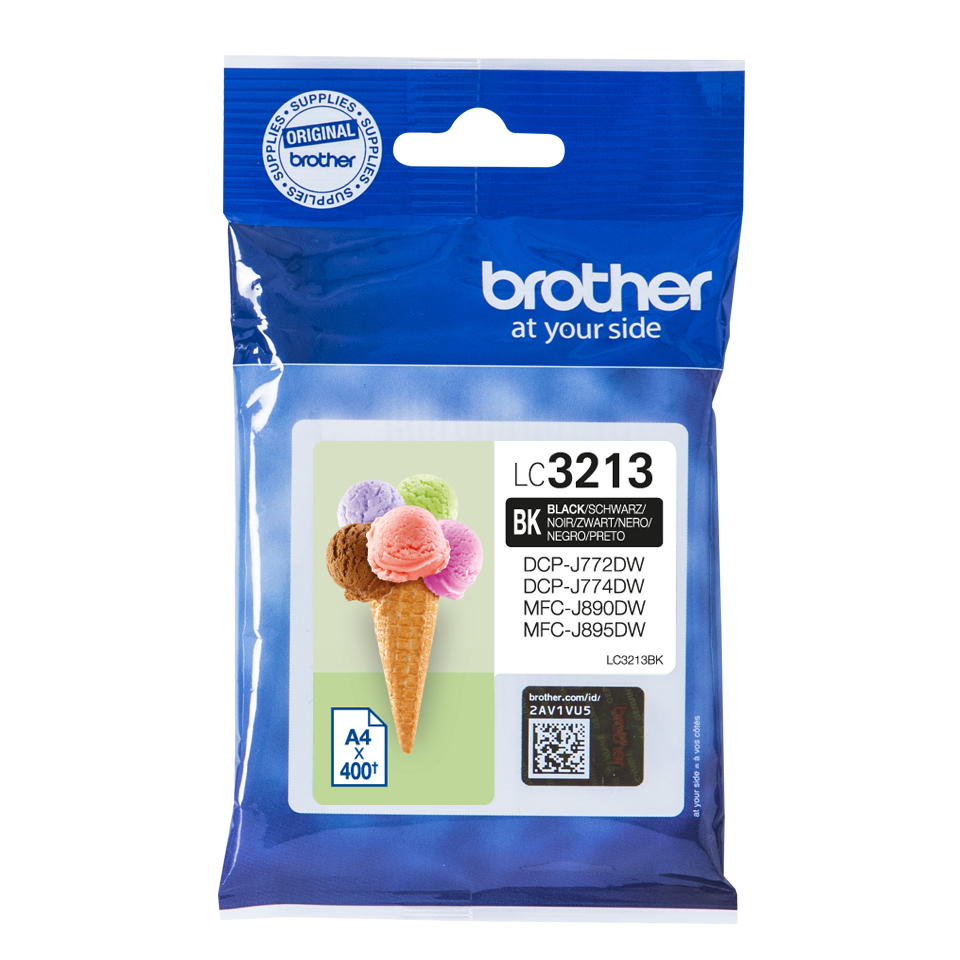 SUPPLIES • SUPPLIES • SUPPLIES • SUPPLIES •
ORIGINAL
brother
brother
at your side
LC3213
BK
BLACK/SCHWARZ/
NOIR/ZWART/NERO/
NEGRO/PRETO
DCP-J772DW
DCP-J774DW
MFC-J890DW
MFC-J895DW
LC3213BK
brother.com/id/
2AV1VU5
brother
A4
X
400†
at your side = à vos côtés